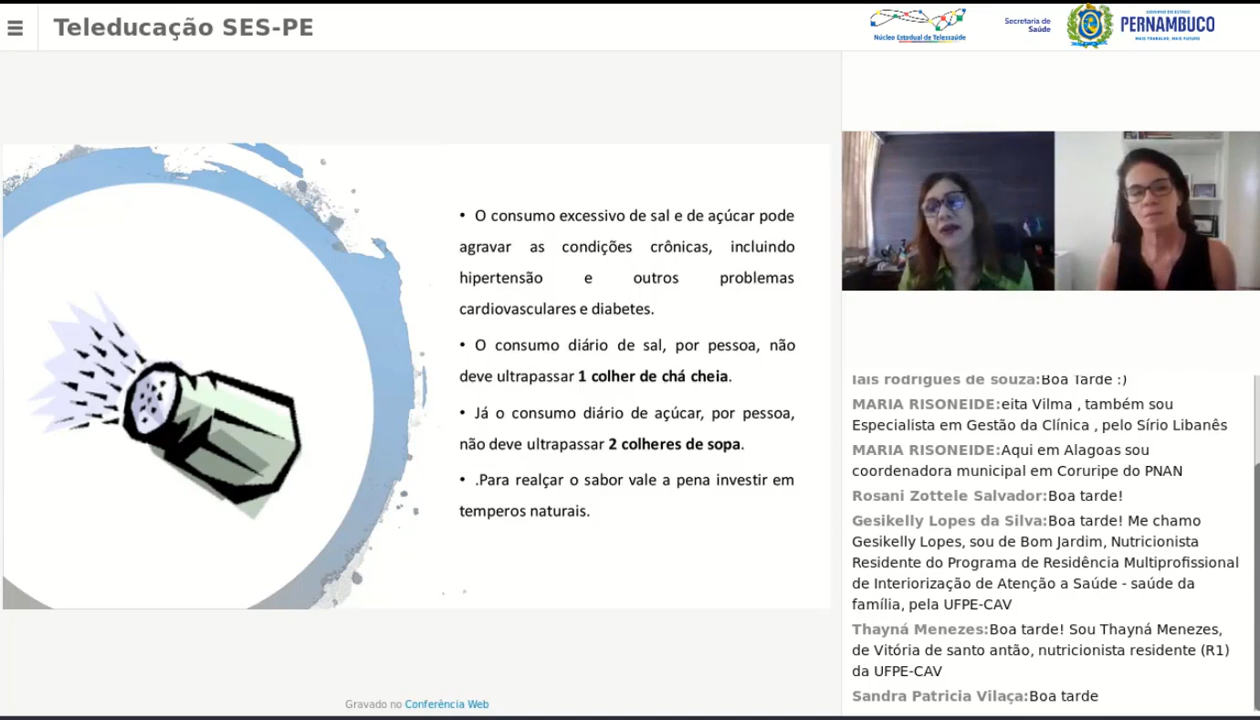 Teleducação SES-PE
Núcleo Estadual de Telessaúde
Secretaria de
Saúde
GOVERNO DO ESTADO
PERNAMBUCO
MAIS TRABALHO, MAIS FUTURO
• O consumo excessivo de sal e de açúcar pode
agravar as condições crônicas, incluindo
hipertensão e outros problemas
cardiovasculares e diabetes.
• O consumo diário de sal, por pessoa, não
deve ultrapassar 1 colher de chá cheia.
• Já o consumo diário de açúcar, por pessoa,
não deve ultrapassar 2 colheres de sopa.
• .Para realçar o sabor vale a pena investir em
temperos naturais.
Gravado no Conferência Web
lais rodrigues de souza:Boa Tarde :)
MARIA RISONEIDE:eita Vilma , também sou
Especialista em Gestão da Clínica , pelo Sírio Libanês
MARIA RISONEIDE:Aqui em Alagoas sou
coordenadora municipal em Coruripe do PNAN
Rosani Zottele Salvador:Boa tarde!
Gesikelly Lopes da Silva:Boa tarde! Me chamo
Gesikelly Lopes, sou de Bom Jardim, Nutricionista
Residente do Programa de Residência Multiprofissional
de Interiorização de Atenção a Saúde - saúde da
família, pela UFPE-CAV
Thayná Menezes:Boa tarde! Sou Thayná Menezes,
de Vitória de santo antão, nutricionista residente (R1)
da UFPE-CAV
Sandra Patricia Vilaça:Boa tarde